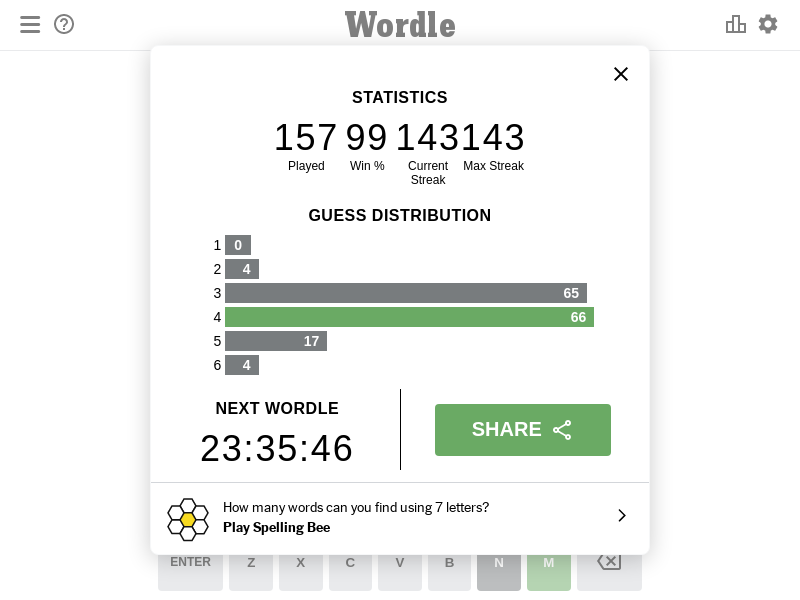 Wordle
STATISTICS
157 99 143 143
Played Win % Current Streak Max Streak
GUESS DISTRIBUTION
1 0
2 4
3 65
4 66
5 17
6 4
NEXT WORDLE
23:35:46
SHARE
How many words can you find using 7 letters?
Play Spelling Bee
ENTER Z X C V B N M